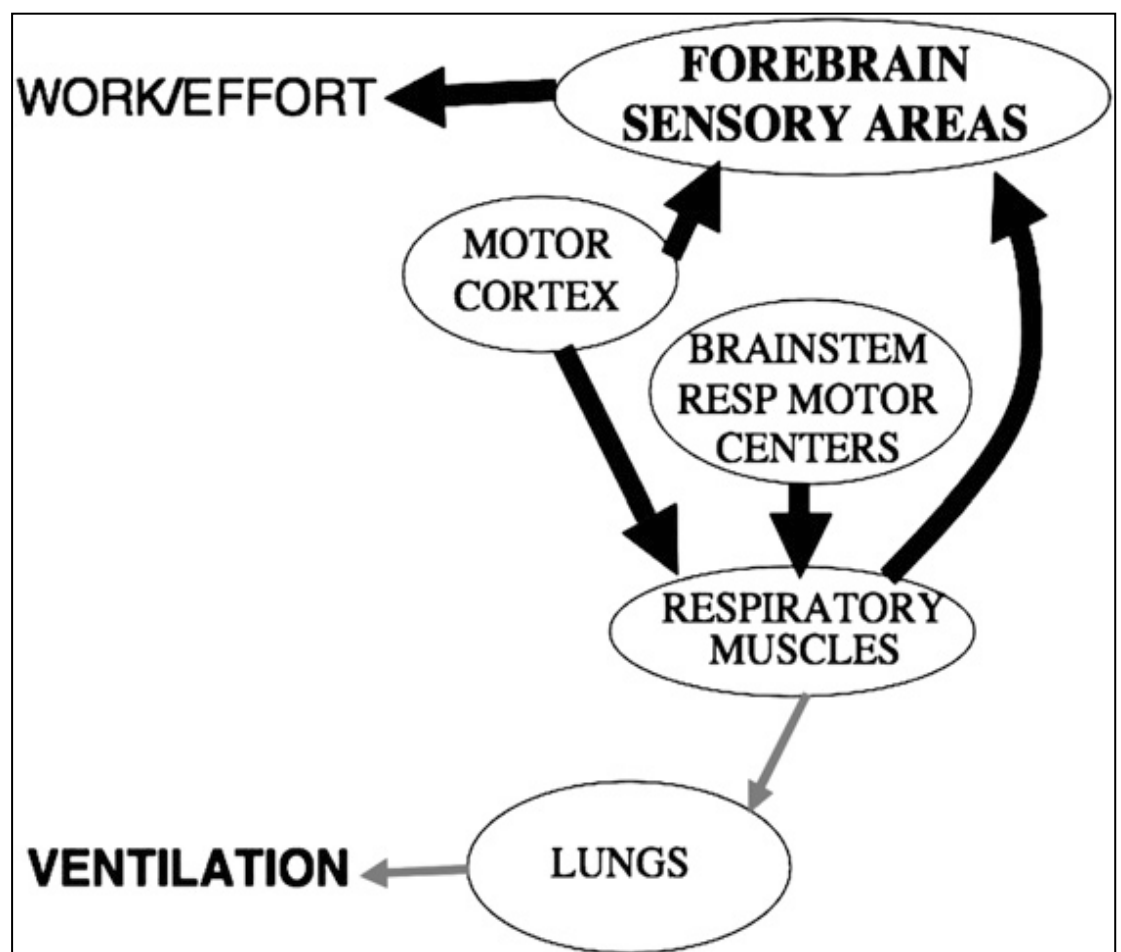 FOREBRAIN
SENSORY AREAS
WORK/EFFORT
MOTOR
CORTEX
BRAINSTEM
RESP MOTOR
CENTERS
RESPIRATORY
MUSCLES
LUNGS
VENTILATION